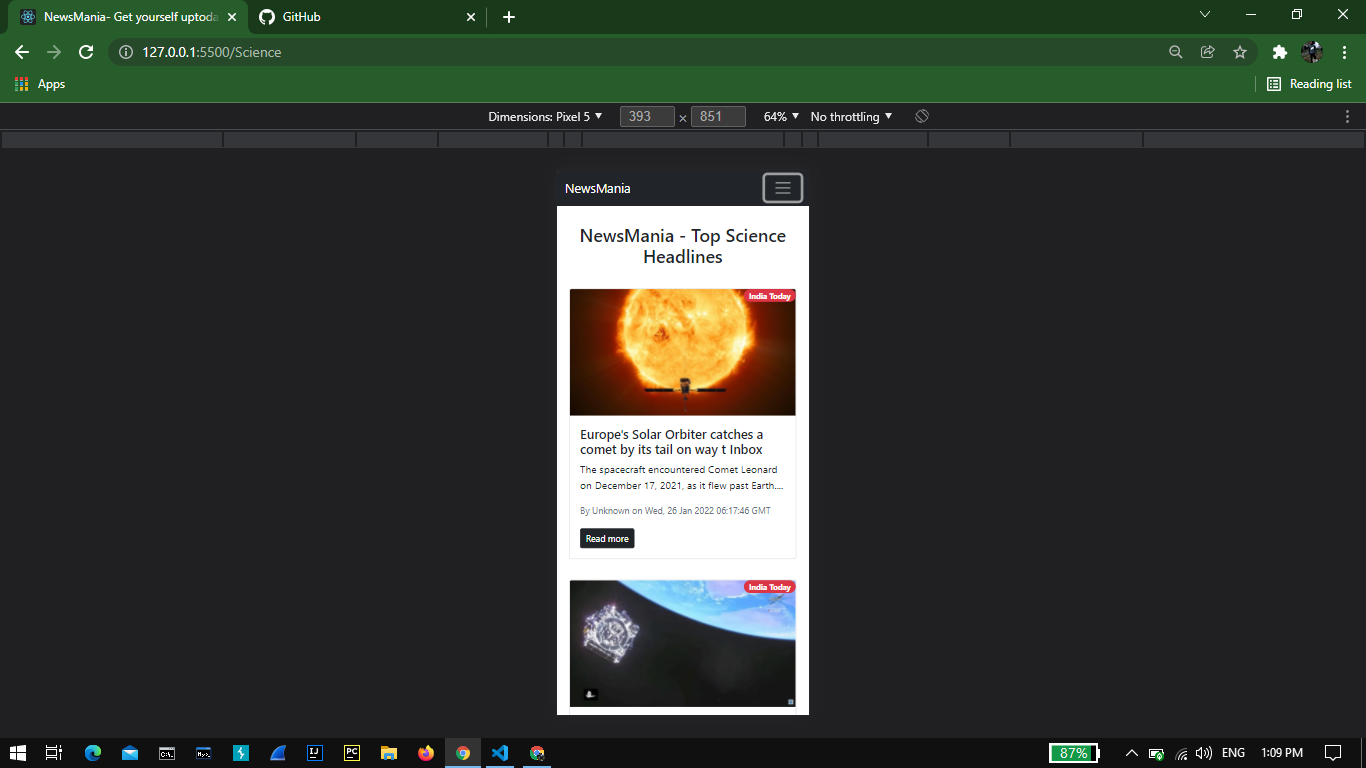 NewsMania- Get yourself uptoda
GitHub
127.0.0.1:5500/Science
Apps
Reading list
Dimensions: Pixel 5
393 × 851
64%
No throttling
NewsMania
NewsMania - Top Science
Headlines
India Today
Europe's Solar Orbiter catches a
comet by its tail on way t Inbox
The spacecraft encountered Comet Leonard
on December 17, 2021, as it flew past Earth....
By Unknown on Wed, 26 Jan 2022 06:17:46 GMT
Read more
India Today
87%
ENG
1:09 PM